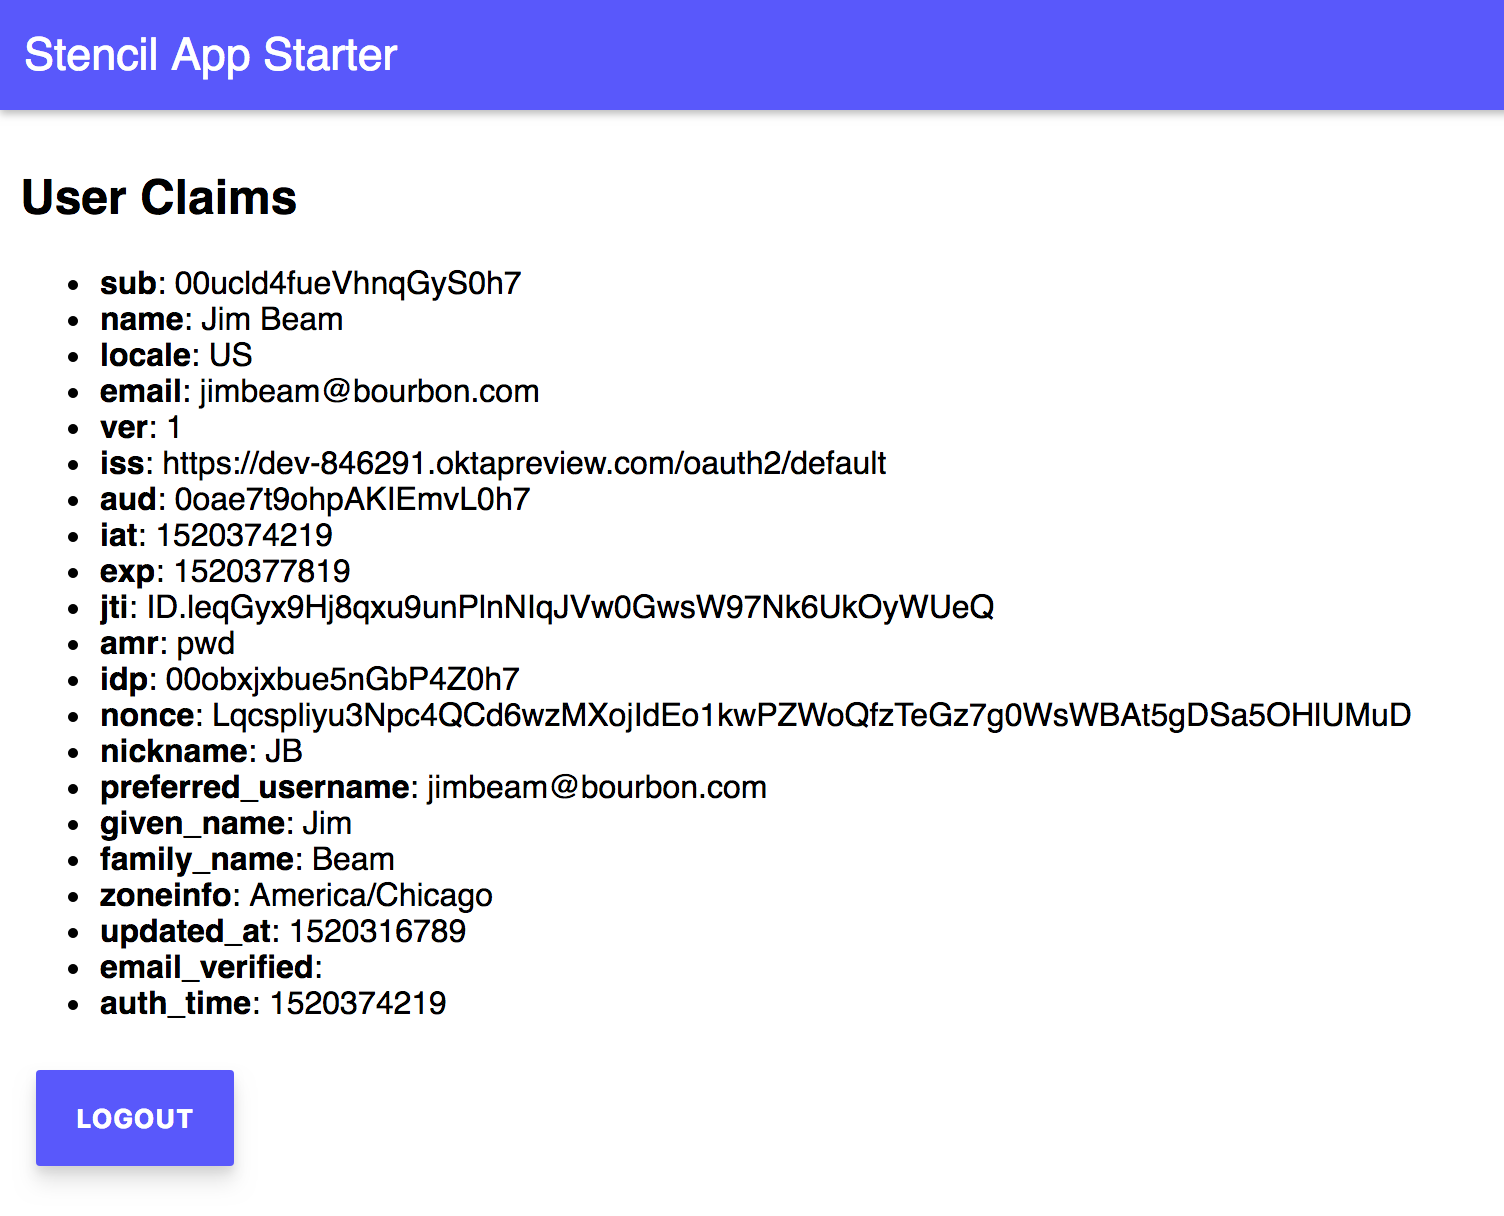 Stencil App Starter
User Claims
sub: 00ucld4fueVhnqGyS0h7
name: Jim Beam
locale: US
email: jimbeam@bourbon.com
ver: 1
iss: https://dev-846291.oktapreview.com/oauth2/default
aud: 0oae7t9ohpAKIEmvL0h7
iat: 1520374219
exp: 1520377819
jti: ID.leqGyx9Hj8qxu9unPlnNIqJVw0GwsW97Nk6UkOyWUeQ
amr: pwd
idp: 00obxjxbue5nGbP4Z0h7
nonce: Lqcspliyu3Npc4QCd6wzMXojIdEo1kwPZWoQfzTeGz7g0WsWBAt5gDSa5OHlUMuD
nickname: JB
preferred_username: jimbeam@bourbon.com
given_name: Jim
family_name: Beam
zoneinfo: America/Chicago
updated_at: 1520316789
email_verified:
auth_time: 1520374219
LOGOUT